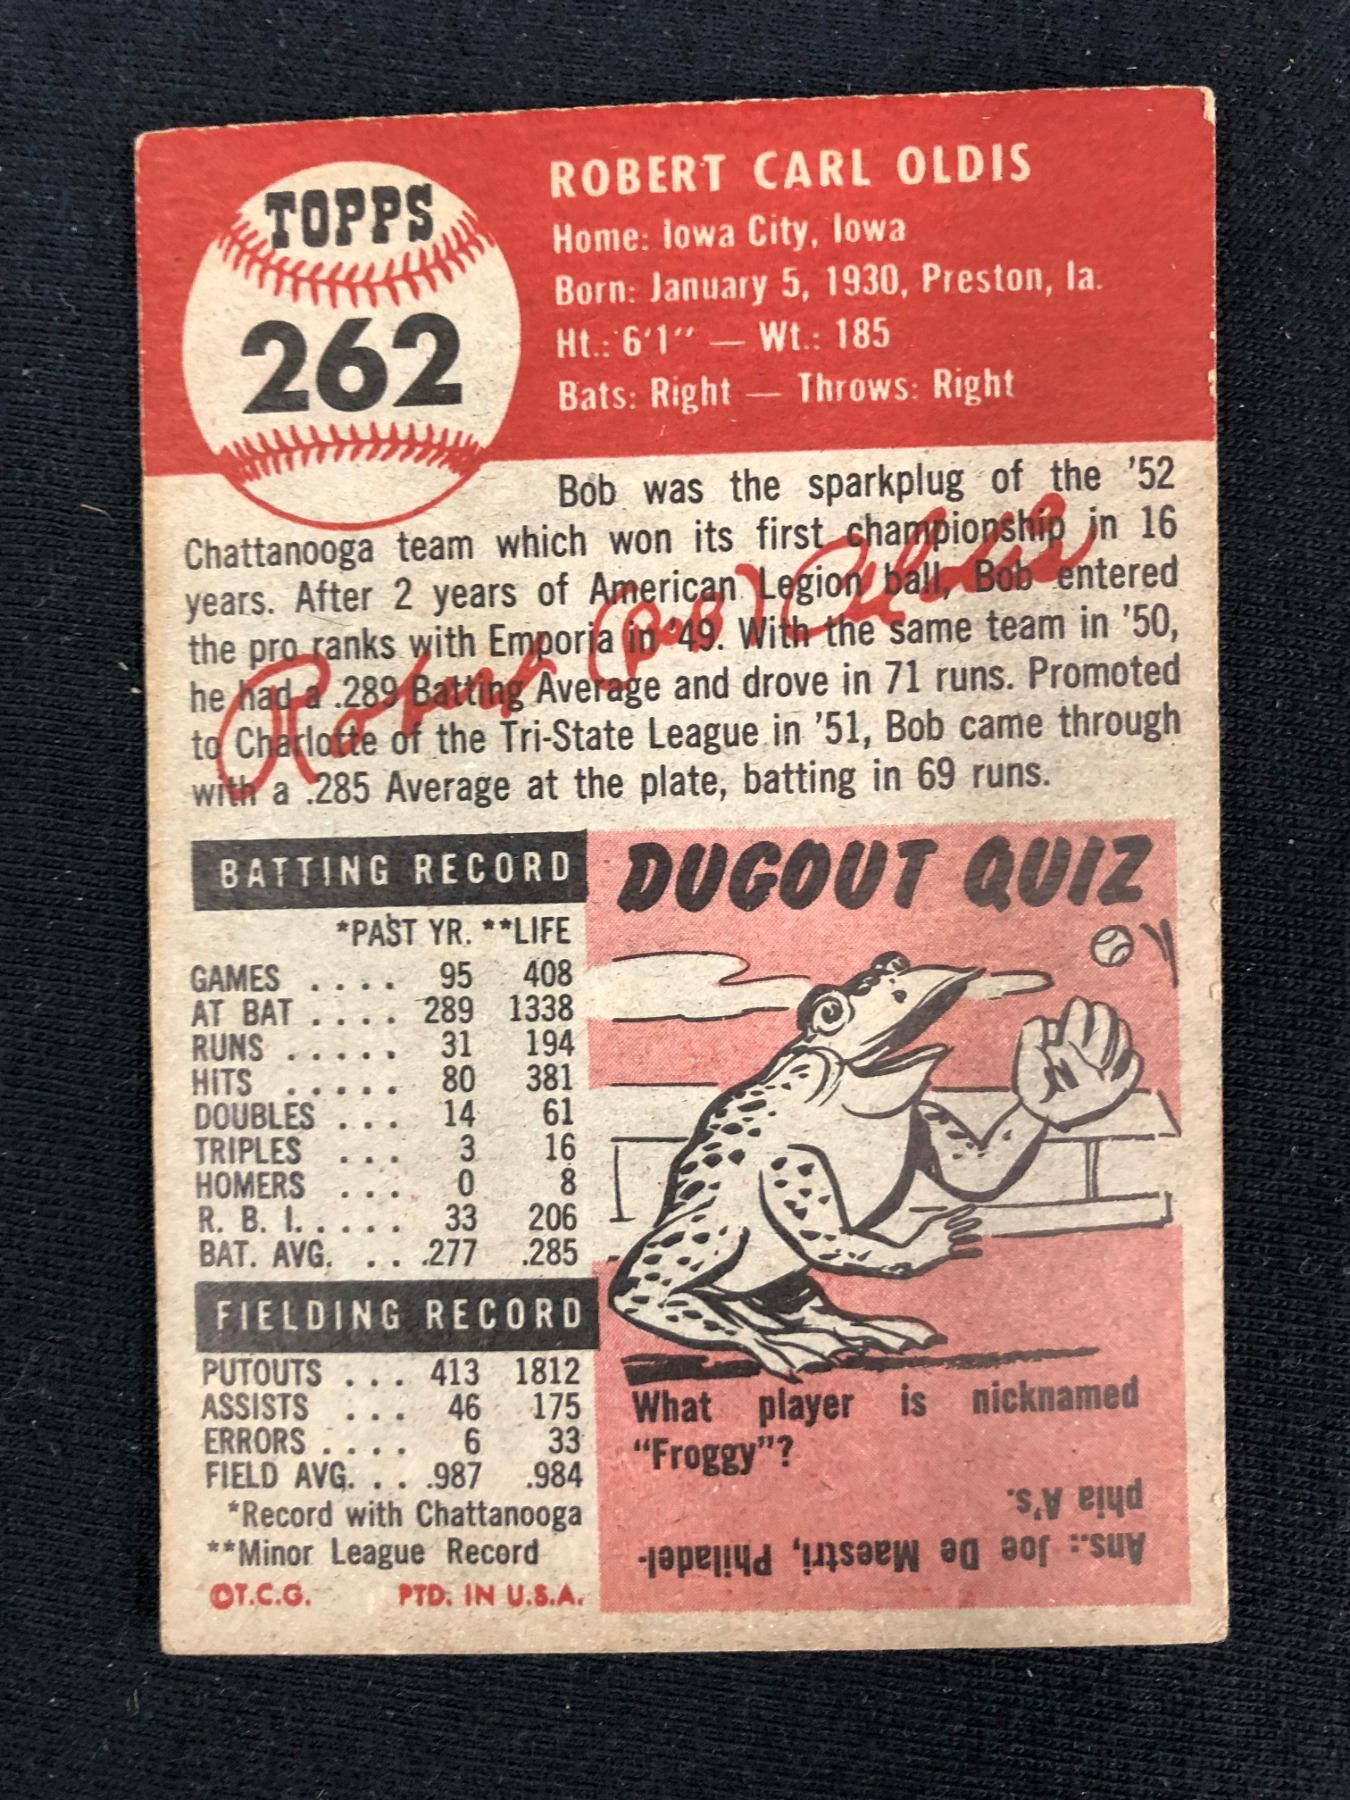 TOPPS
262
ROBERT CARL OLDIS
Home: Iowa City, Iowa
Born: January 5, 1930, Preston, Ia.
Ht.: 6'1" — Wt.: 185
Bats: Right — Throws: Right
Bob was the sparkplug of the '52
Chattanooga team which won its first championship in 16
years. After 2 years of American Legion ball, Bob entered
the pro ranks with Emporia in '49. With the same team in '50,
he had a .289 Batting Average and drove in 71 runs. Promoted
to Charlotte of the Tri-State League in '51, Bob came through
with a .285 Average at the plate, batting in 69 runs.
Robert (Bob) Oldis
BATTING RECORD
*PAST YR. **LIFE
GAMES .... 95 408
AT BAT .... 289 1338
RUNS ..... 31 194
HITS ..... 80 381
DOUBLES ... 14 61
TRIPLES ... 3 16
HOMERS ... 0 8
R. B. I. .... 33 206
BAT. AVG. ... .277 .285
FIELDING RECORD
PUTOUTS ... 413 1812
ASSISTS ... 46 175
ERRORS .... 6 33
FIELD AVG. ... .987 .984
*Record with Chattanooga
**Minor League Record
©T.C.G. PTD. IN U.S.A.
DUGOUT QUIZ
What player is nicknamed
"Froggy"?
Ans.: Joe De Maestri, Philadel-
phia A's.